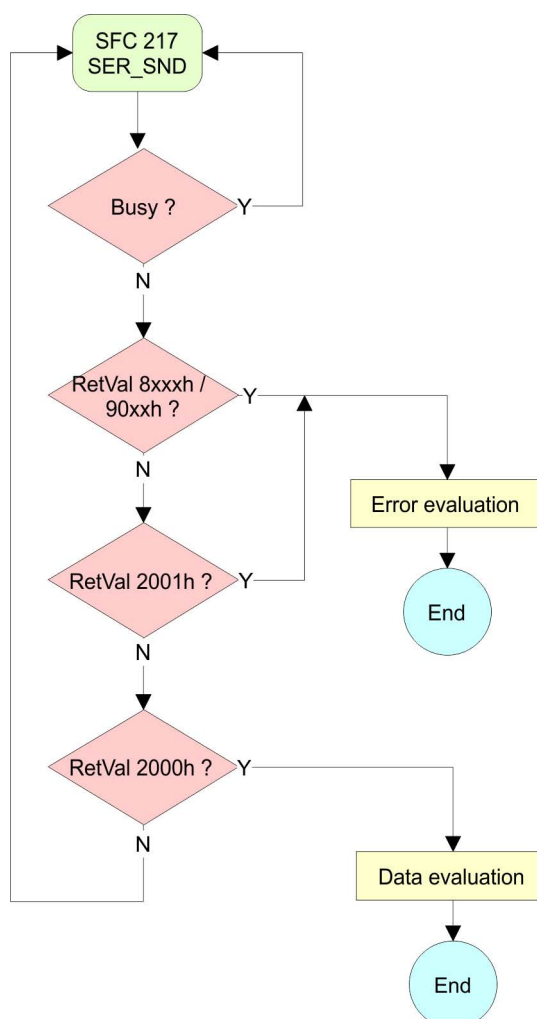 SFC 217
SER_SND
Busy ?
Y
N
RetVal 8xxxh /
90xxh ?
Y
N
Error evaluation
RetVal 2001h ?
Y
End
N
RetVal 2000h ?
Y
N
Data evaluation
End